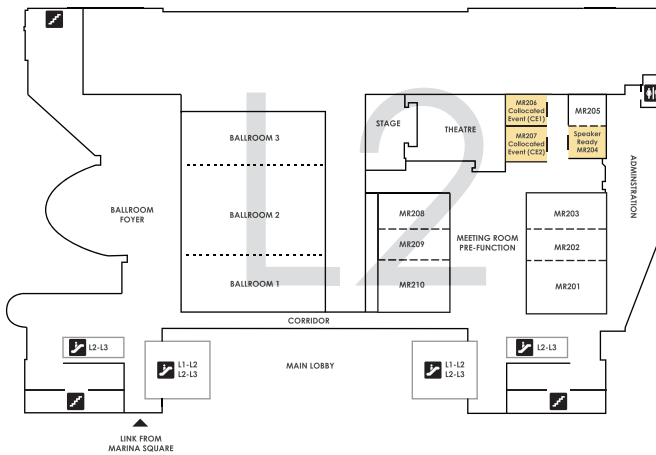 L2
MR206
Collocated
Event (CE1)
MR205
STAGE
THEATRE
BALLROOM 3
MR207
Collocated
Event (CE2)
Speaker
Ready
MR204
ADMINISTRATION
BALLROOM
FOYER
BALLROOM 2
MR208
MR203
MR209
MEETING ROOM
PRE-FUNCTION
MR202
BALLROOM 1
MR210
MR201
CORRIDOR
L2-L3
L1-L2
L2-L3
MAIN LOBBY
L1-L2
L2-L3
L2-L3
LINK FROM
MARINA SQUARE